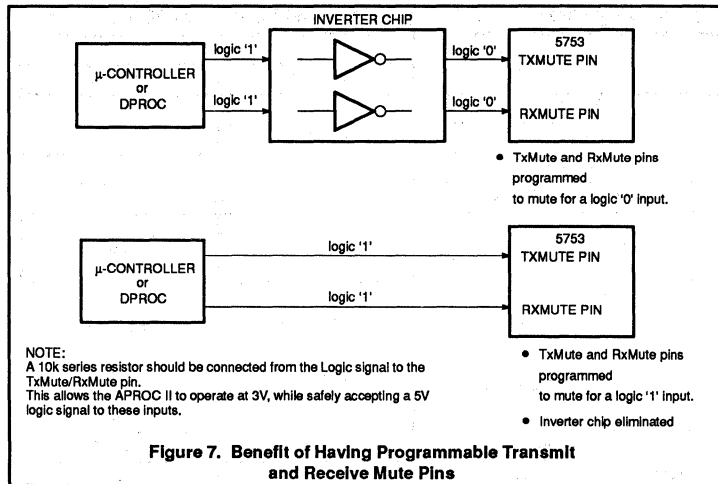 INVERTER CHIP
μ-CONTROLLER
or
DPROC
logic '1'
logic '1'
logic '0'
logic '0'
5753
TXMUTE PIN
RXMUTE PIN
• TxMute and RxMute pins
programmed
to mute for a logic '0' input.
μ-CONTROLLER
or
DPROC
logic '1'
logic '1'
5753
TXMUTE PIN
RXMUTE PIN
NOTE:
A 10k series resistor should be connected from the Logic signal to the
TxMute/RxMute pin.
This allows the APROC II to operate at 3V, while safely accepting a 5V
logic signal to these inputs.
• TxMute and RxMute pins
programmed
to mute for a logic '1' input.
• Inverter chip eliminated
Figure 7. Benefit of Having Programmable Transmit
and Receive Mute Pins